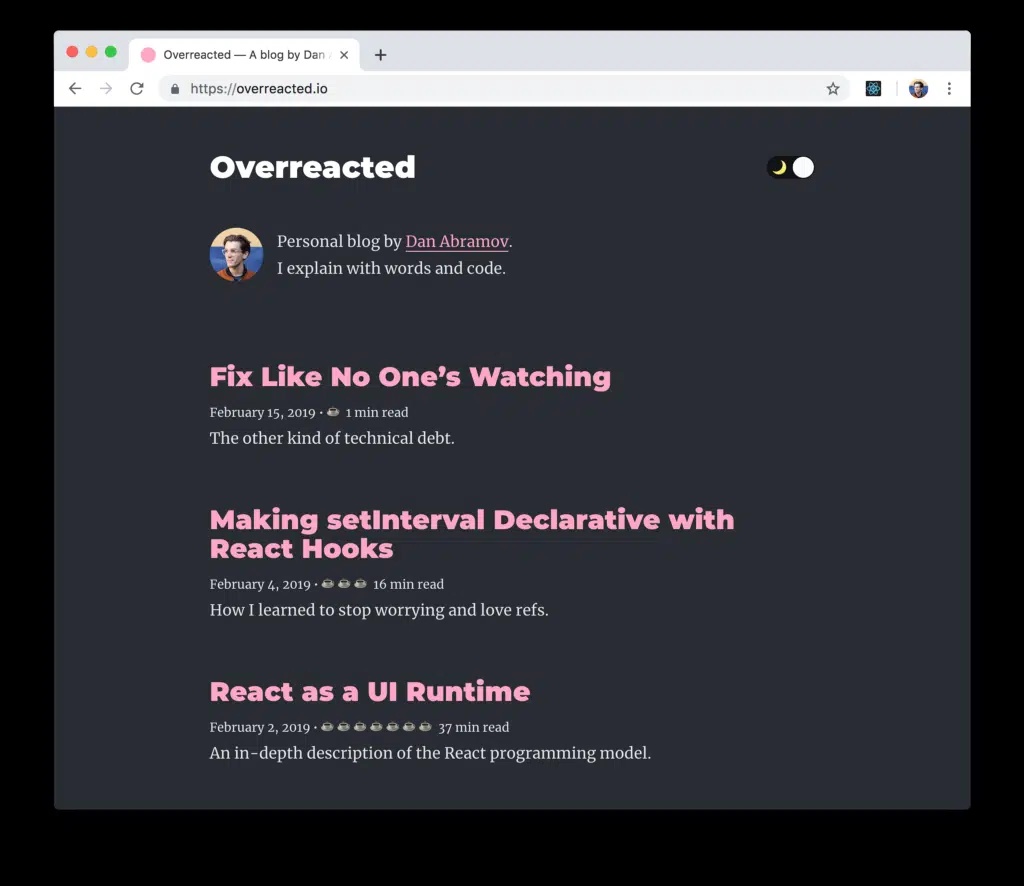 Overreacted — A blog by Dan
https://overreacted.io
Overreacted
Personal blog by Dan Abramov.
I explain with words and code.
Fix Like No One’s Watching
February 15, 2019 • ☕ 1 min read
The other kind of technical debt.
Making setInterval Declarative with
React Hooks
February 4, 2019 • ☕☕☕ 16 min read
How I learned to stop worrying and love refs.
React as a UI Runtime
February 2, 2019 • ☕☕☕☕☕☕☕ 37 min read
An in-depth description of the React programming model.